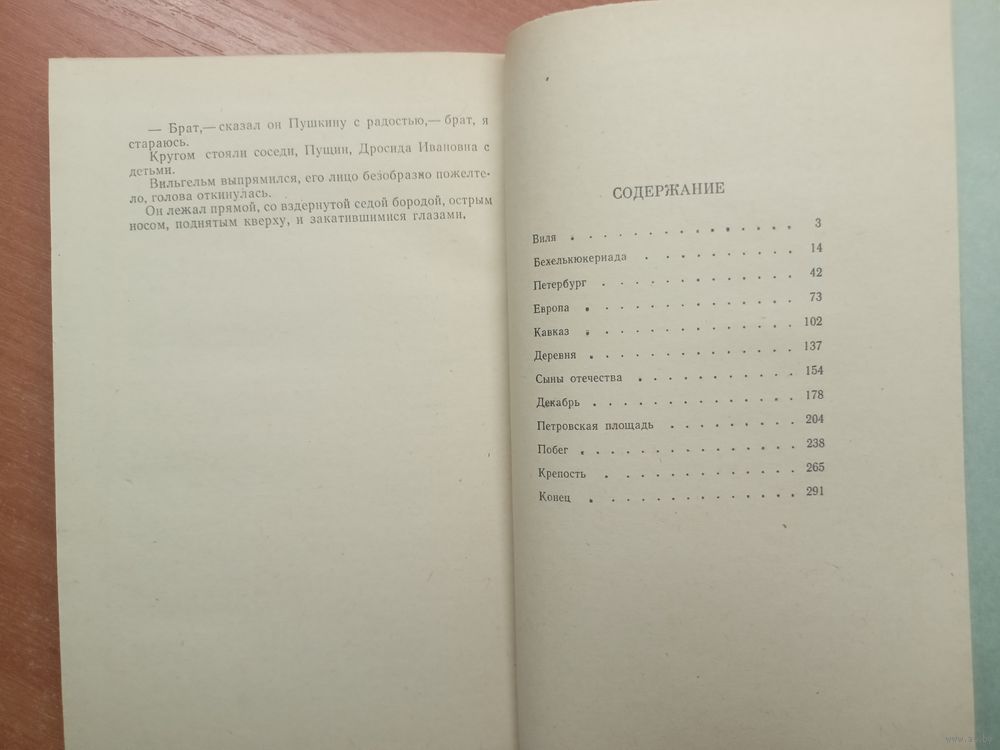 — Брат,— сказал он Пушкину с радостью,— брат, я
стараюсь.
Кругом стояли соседи, Пущин, Дросида Ивановна с
детьми.
Вильгельм выпрямился, его лицо безобразно пожелте-
ло, голова откинулась.
Он лежал прямой, со вздернутой седой бородой, острым
носом, поднятым кверху, и закатившимися глазами.
СОДЕРЖАНИЕ
Виля . . . . . . . . . . . . . 3
Бехелькюкериада . . . . . . . . . 14
Петербург . . . . . . . . . . . 42
Европа . . . . . . . . . . . . 73
Кавказ . . . . . . . . . . . . 102
Деревня . . . . . . . . . . . . 137
Сыны отечества . . . . . . . . . . 154
Декабрь . . . . . . . . . . . . 178
Петровская площадь . . . . . . . . . 204
Побег . . . . . . . . . . . . 238
Крепость . . . . . . . . . . . 265
Конец . . . . . . . . . . . . 291